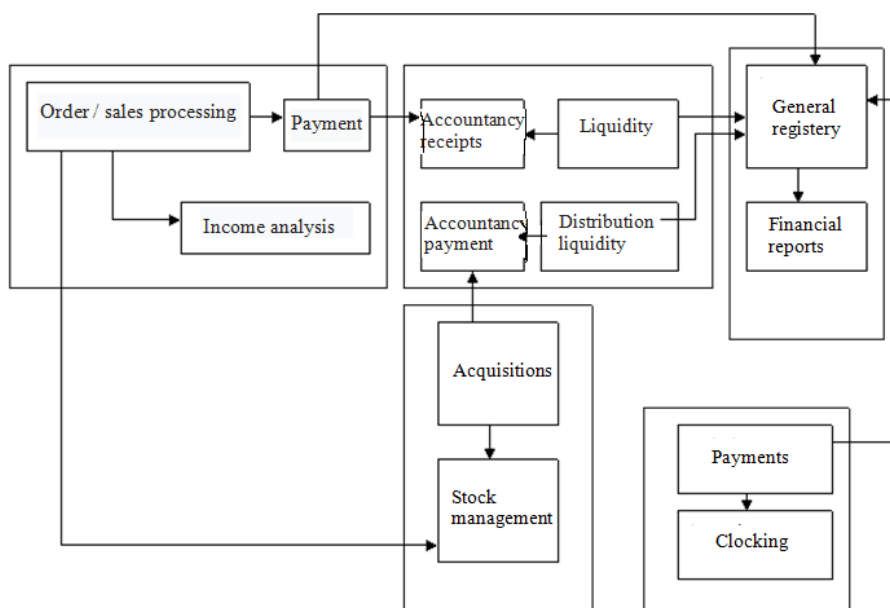 Order / sales processing
Payment
Income analysis
Accountancy
receipts
Liquidity
Accountancy
payment
Distribution
liquidity
General
registery
Financial
reports
Acquisitions
Stock
management
Payments
Clocking